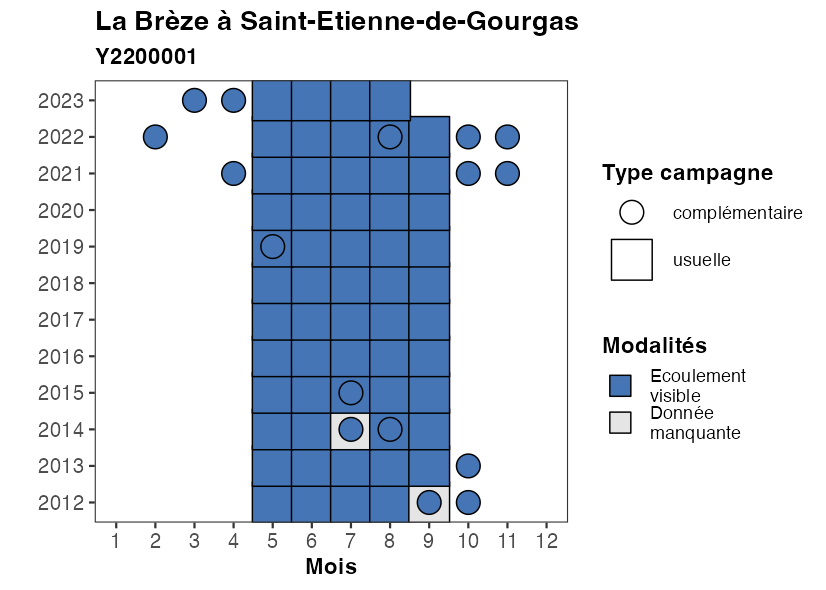 La Brèze à Saint-Etienne-de-Gourgas
Y2200001
2023
2022
2021
2020
2019
2018
2017
2016
2015
2014
2013
2012
1 2 3 4 5 6 7 8 9 10 11 12
Mois
Type campagne
complémentaire
usuelle
Modalités
Ecoulement
visible
Donnée
manquante